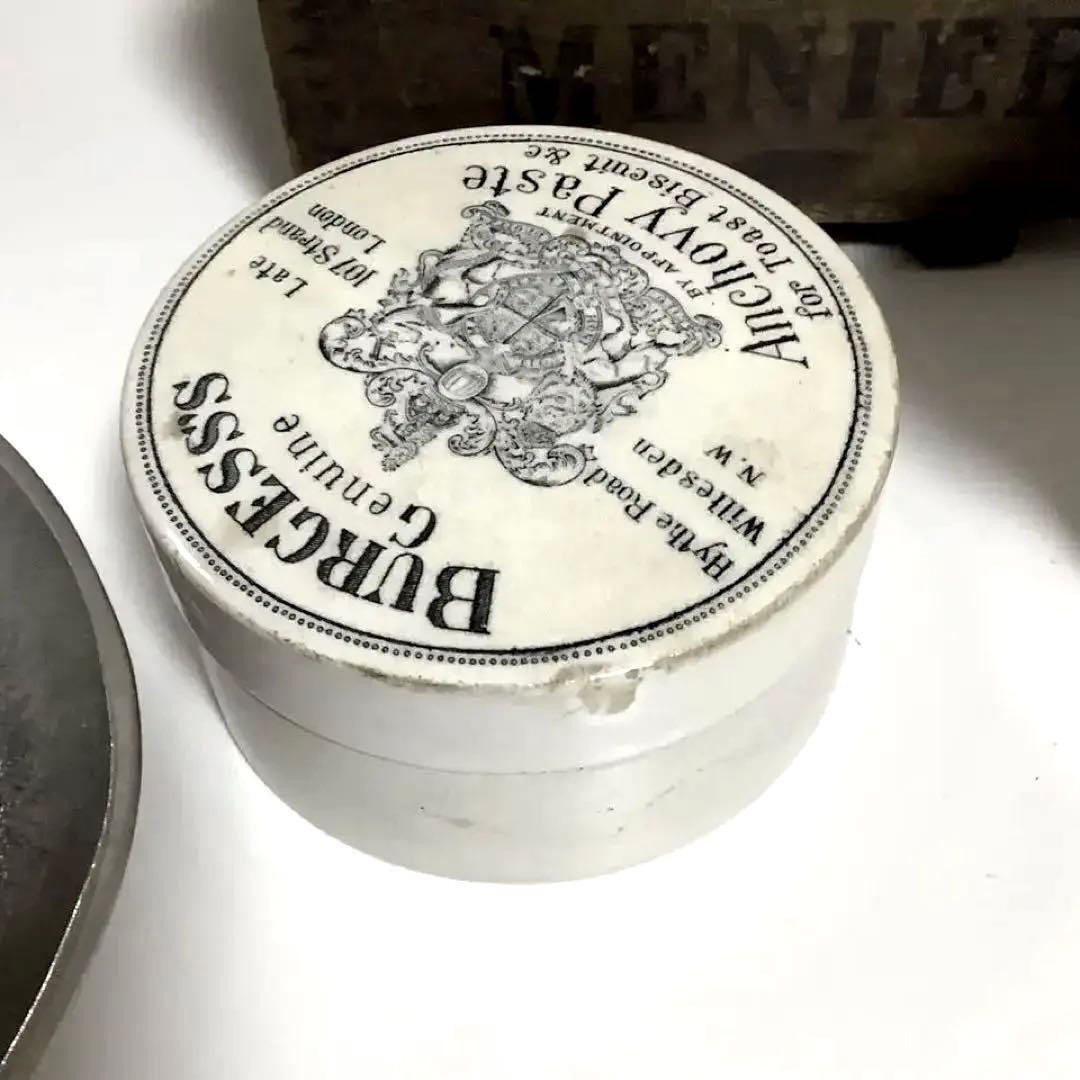 MENIER
BURGESS'S
Genuine
Late
107 Strand
London
Hythe Road
Willesden
N.W
BY APPOINTMENT
Anchovy Paste
for Toast Biscuit &c